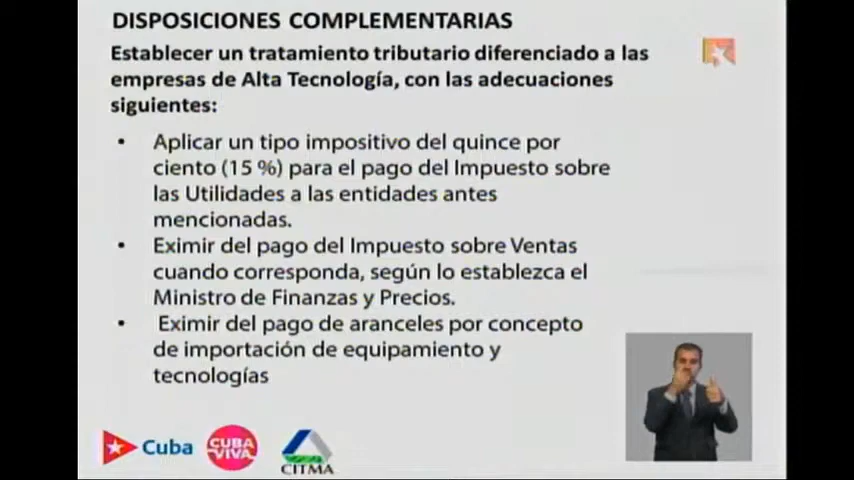 DISPOSICIONES COMPLEMENTARIAS
Establecer un tratamiento tributario diferenciado a las
empresas de Alta Tecnología, con las adecuaciones
siguientes:
• Aplicar un tipo impositivo del quince por
ciento (15 %) para el pago del Impuesto sobre
las Utilidades a las entidades antes
mencionadas.
• Eximir del pago del Impuesto sobre Ventas
cuando corresponda, según lo establezca el
Ministro de Finanzas y Precios.
• Eximir del pago de aranceles por concepto
de importación de equipamiento y
tecnologías
Cuba
CUBA
VIVA
CITMA